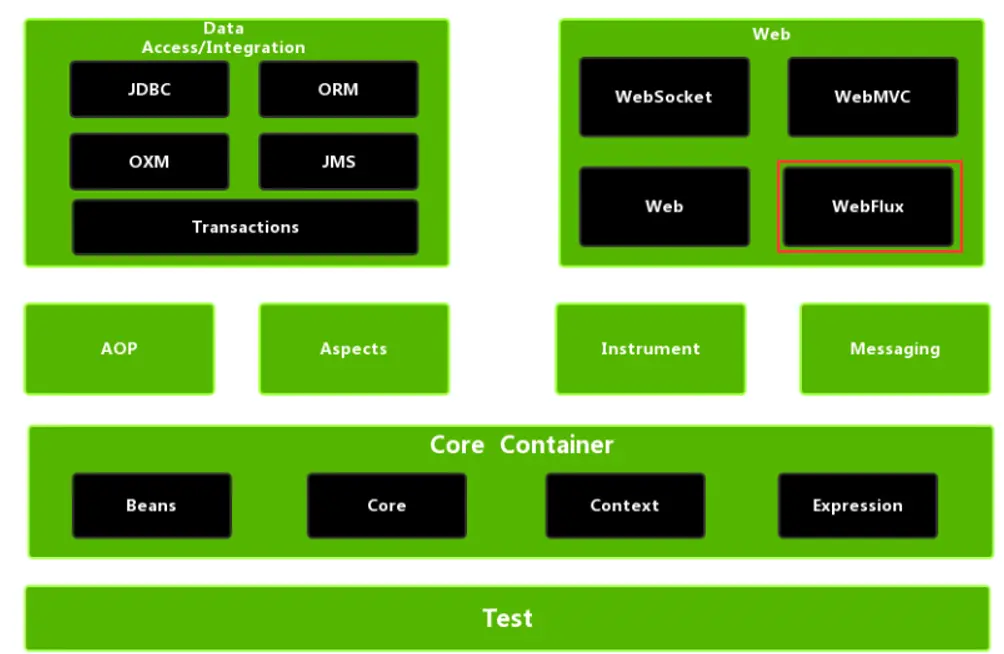 Data
Access/Integration
JDBC
ORM
OXM
JMS
Transactions
Web
WebSocket
WebMVC
Web
WebFlux
AOP
Aspects
Instrument
Messaging
Core Container
Beans
Core
Context
Expression
Test